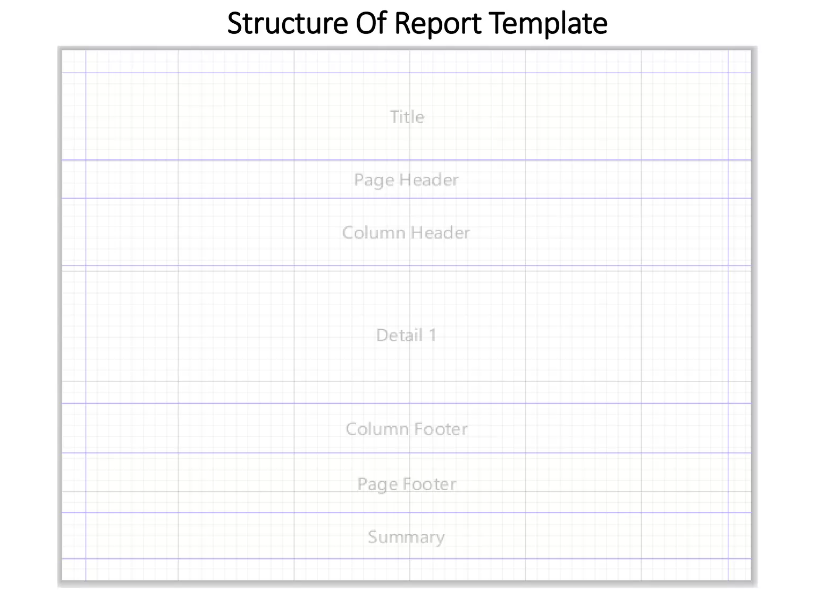 Structure Of Report Template
Title
Page Header
Column Header
Detail 1
Column Footer
Page Footer
Summary